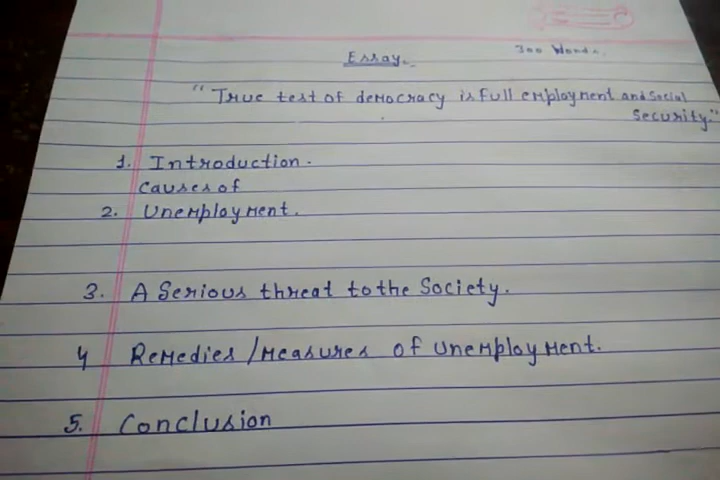 Essay.
300 Words.
"True test of democracy is full employment and Social
Security."
1. Introduction.
Causes of
2. Unemployment.
3. A Serious threat to the Society.
4 Remedies/measures of unemployment.
5. Conclusion